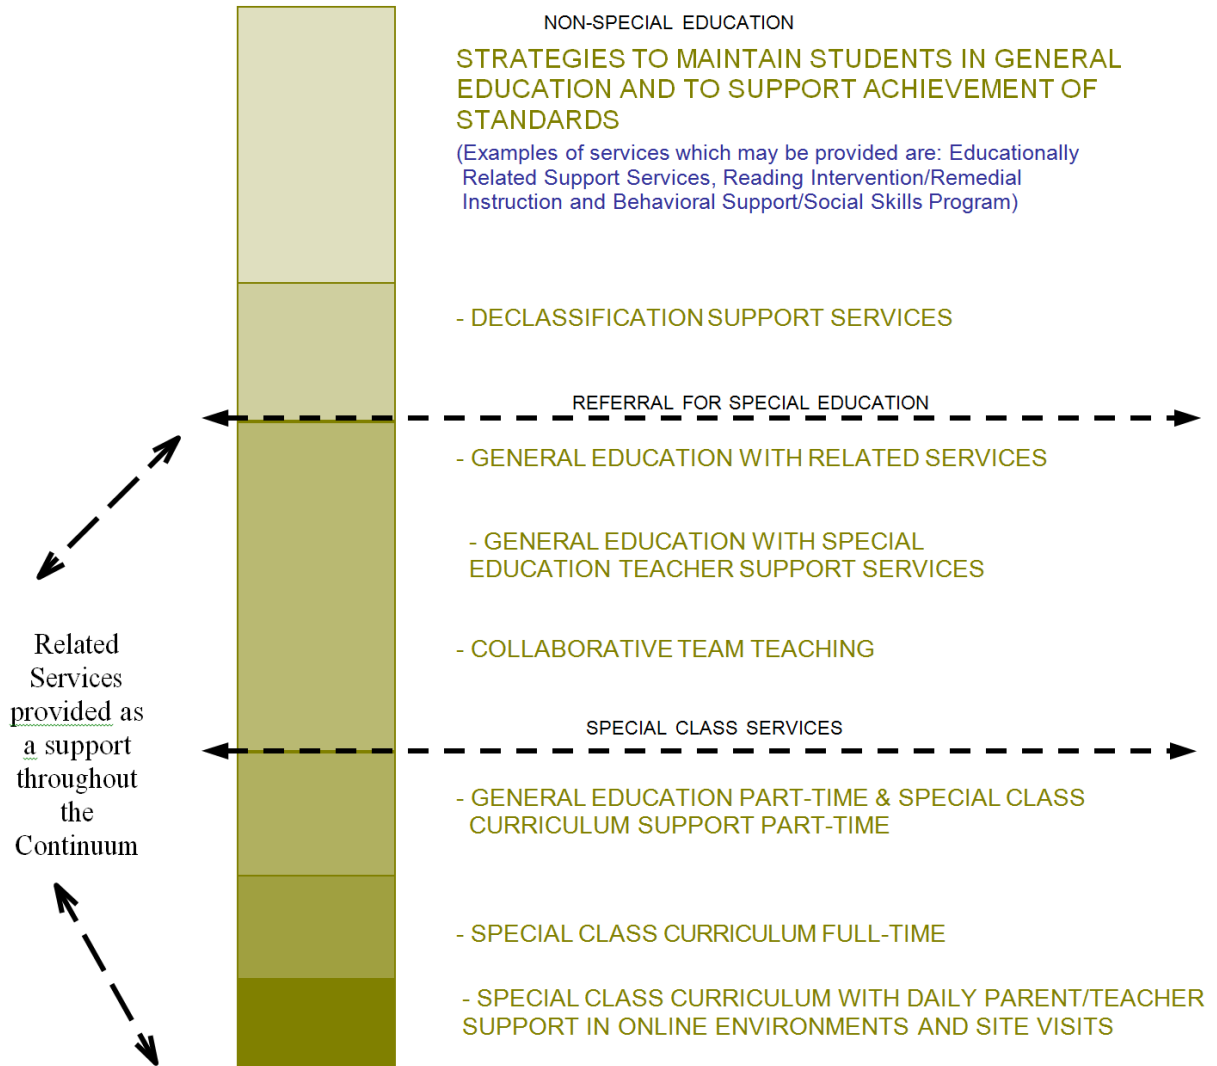 NON-SPECIAL EDUCATION
STRATEGIES TO MAINTAIN STUDENTS IN GENERAL
EDUCATION AND TO SUPPORT ACHIEVEMENT OF
STANDARDS
(Examples of services which may be provided are: Educationally
Related Support Services, Reading Intervention/Remedial
Instruction and Behavioral Support/Social Skills Program)
- DECLASSIFICATION SUPPORT SERVICES
REFERRAL FOR SPECIAL EDUCATION
- GENERAL EDUCATION WITH RELATED SERVICES
- GENERAL EDUCATION WITH SPECIAL
EDUCATION TEACHER SUPPORT SERVICES
- COLLABORATIVE TEAM TEACHING
Related
Services
provided as
a support
throughout
the
Continuum
SPECIAL CLASS SERVICES
- GENERAL EDUCATION PART-TIME & SPECIAL CLASS
CURRICULUM SUPPORT PART-TIME
- SPECIAL CLASS CURRICULUM FULL-TIME
- SPECIAL CLASS CURRICULUM WITH DAILY PARENT/TEACHER
SUPPORT IN ONLINE ENVIRONMENTS AND SITE VISITS